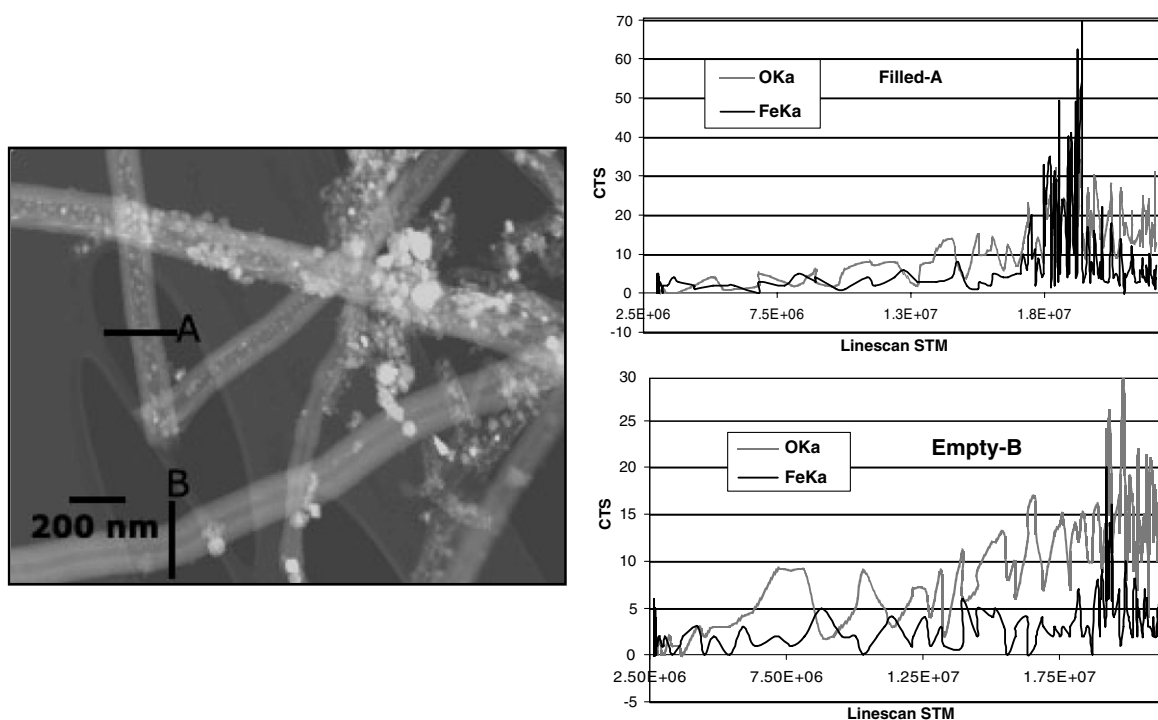 A
B
200 nm
70
60
50
40
30
20
10
0
-10
CTS
OKa
FeKa
Filled-A
2.5E+06 7.5E+06 1.3E+07 1.8E+07
Linescan STM
30
25
20
15
10
5
0
-5
CTS
OKa
FeKa
Empty-B
2.50E+06 7.50E+06 1.25E+07 1.75E+07
Linescan STM